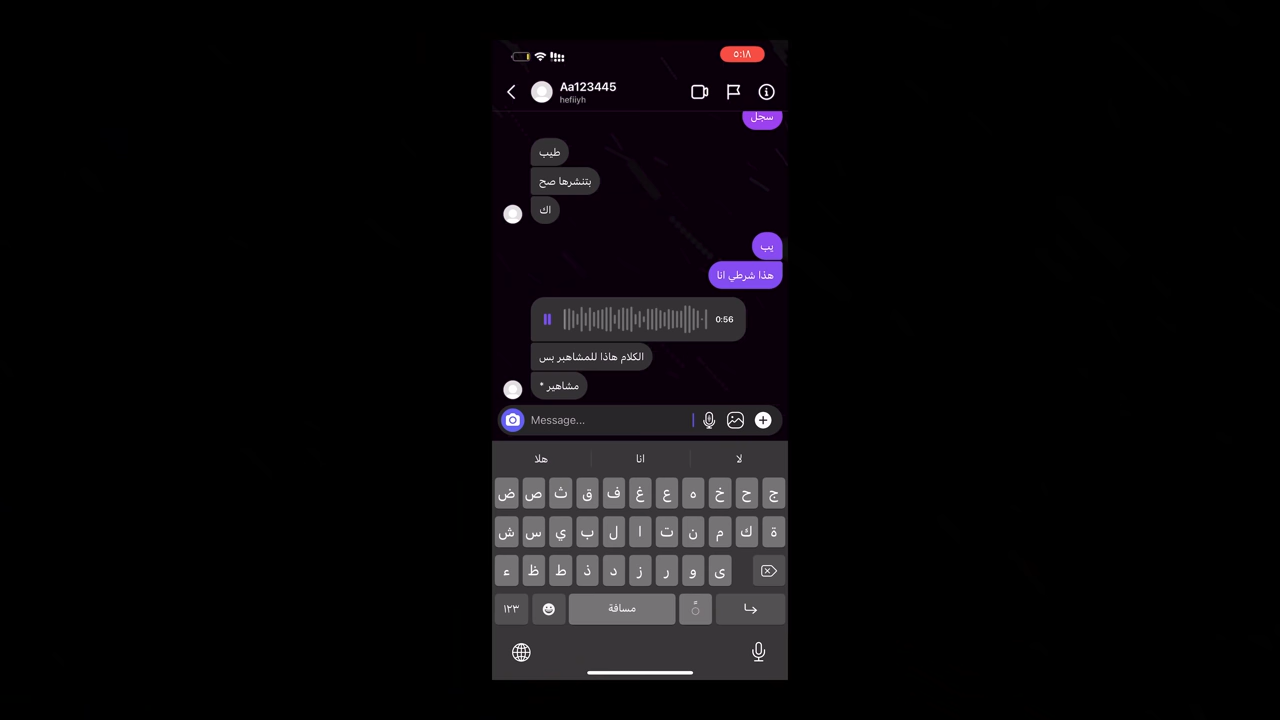 ٥:١٨
Aa123445
hefiiyh
سجل
طيب
بتنشرها صح
اك
يب
هذا شرطي انا
0:56
الكلام هاذا للمشاهبر بس
مشاهير *
Message...
هلا انا لا
ض ص ث ق ف غ ع ه خ ح ج
ش س ي ب ل ا ت ن م ك ة
ء ظ ط ذ د ز ر و ى
١٢٣ مسافة